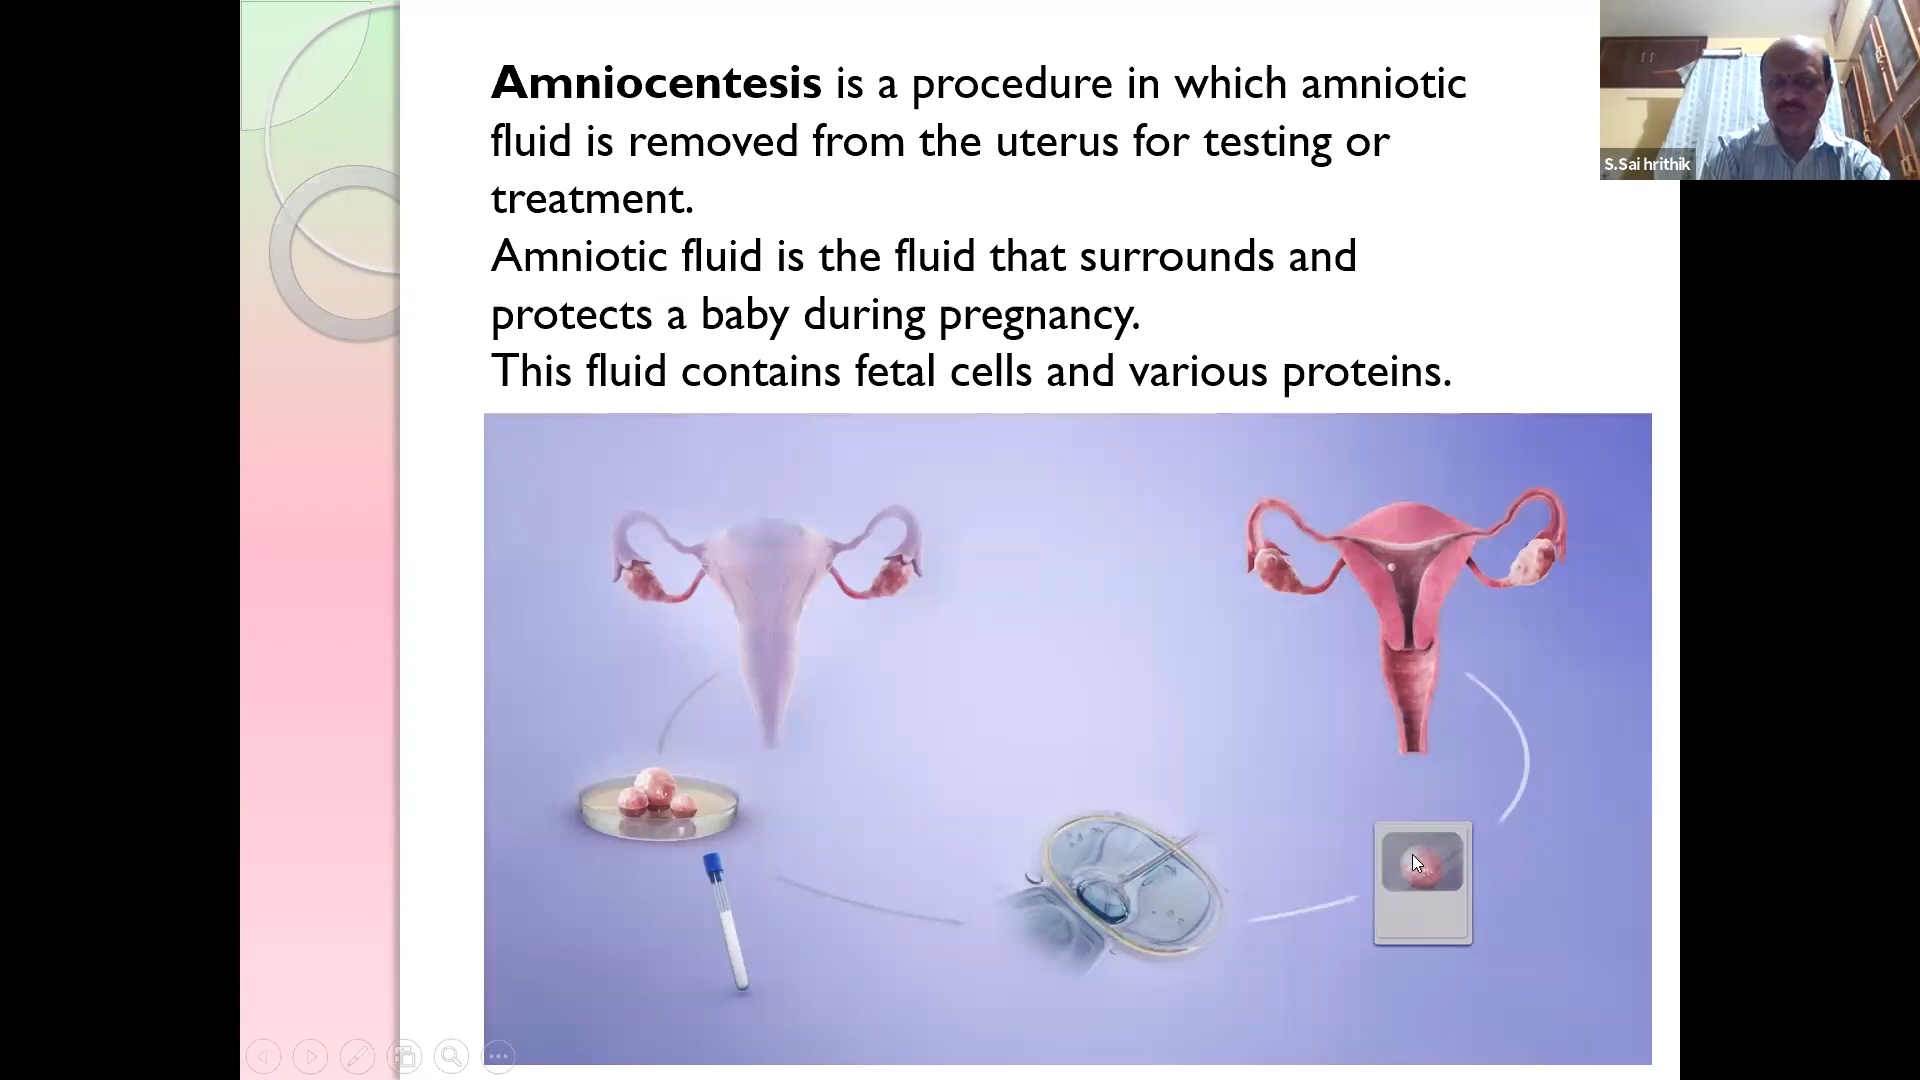 Amniocentesis is a procedure in which amniotic
fluid is removed from the uterus for testing or
treatment.
Amniotic fluid is the fluid that surrounds and
protects a baby during pregnancy.
This fluid contains fetal cells and various proteins.
S.Sai hrithik